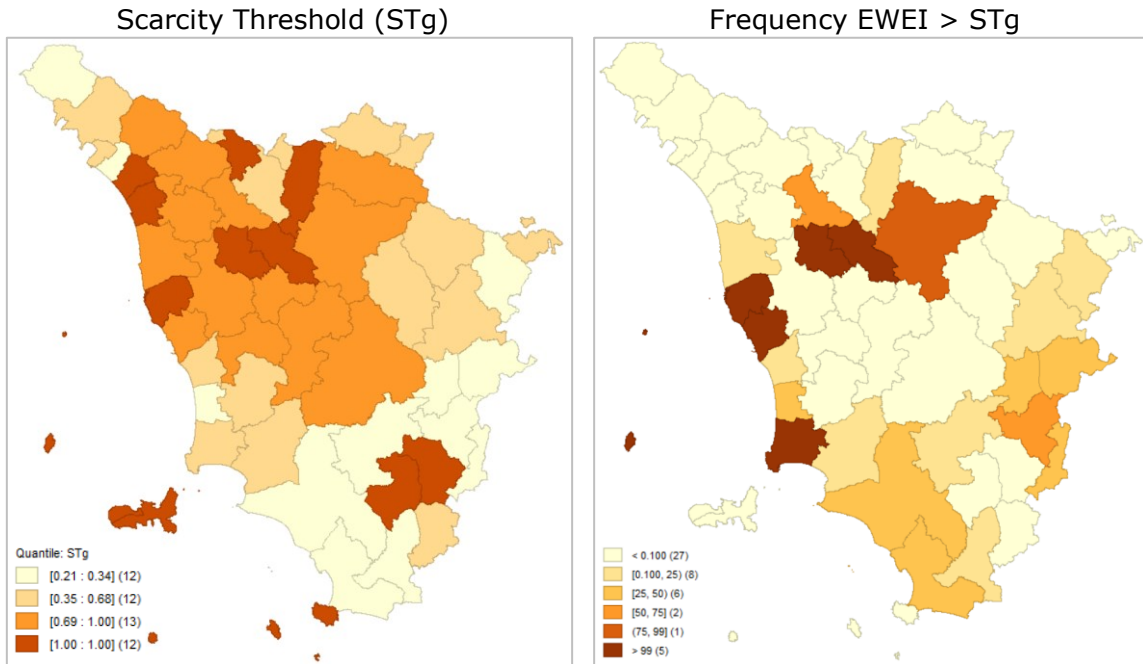 Scarcity Threshold (STg)
Frequency EWEI > STg
Quantile: STg
[0.21 : 0.34] (12)
[0.35 : 0.68] (12)
[0.69 : 1.00] (13)
[1.00 : 1.00] (12)
< 0.100 (27)
[0.100, 25) (8)
[25, 50) (6)
[50, 75] (2)
(75, 99] (1)
> 99 (5)